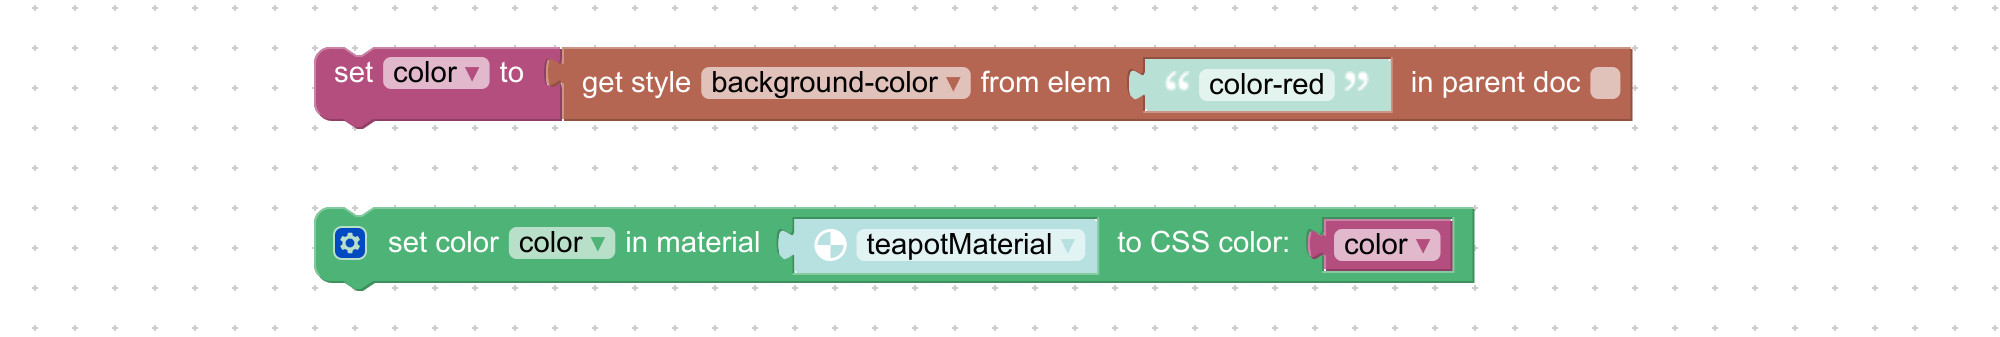 set color ▼ to get style background-color ▼ from elem “ color-red ” in parent doc
set color color ▼ in material teapotMaterial ▼ to CSS color: color ▼